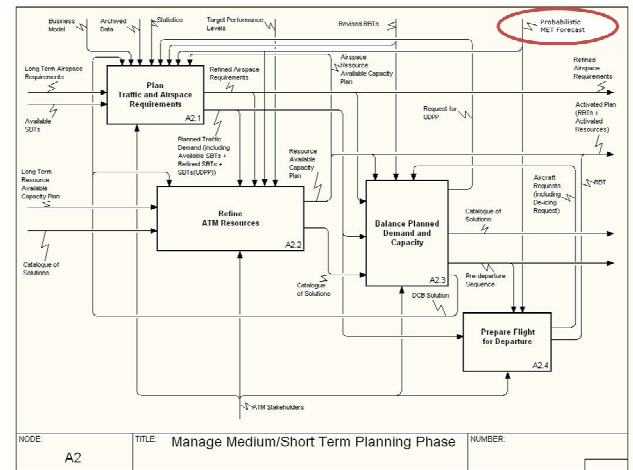 Business
Model
Archived
Data
Statistics
Target Performance
Levels
Revised RBTs
Probabilistic
MET Forecast
Long Term Airspace
Requirements
Available
SBTs
Plan
Traffic and Airspace
Requirements
A2.1
Refined Airspace
Requirements
Airspace
Resource
Available Capacity
Plan
Request for
UDPP
Refined
Airspace
Requirements
Activated Plan
(RBTs +
Activated
Resources)
Planned Traffic
Demand (including
Available SBTs +
Refined SBTs +
SBTs(UDPP))
Resource
Available
Capacity
Plan
Long Term
Resource
Available
Capacity Plan
Catalogue of
Solutions
Refine
ATM Resources
A2.2
Balance Planned
Demand and
Capacity
A2.3
Aircraft
Requests
(including
De-icing
Request)
RBT
Catalogue of
Solutions
Catalogue
of Solutions
Pre-departure
Sequence
DCB Solution
Prepare Flight
for Departure
A2.4
ATM Stakeholders
NODE:
A2
TITLE:
Manage Medium/Short Term Planning Phase
NUMBER: